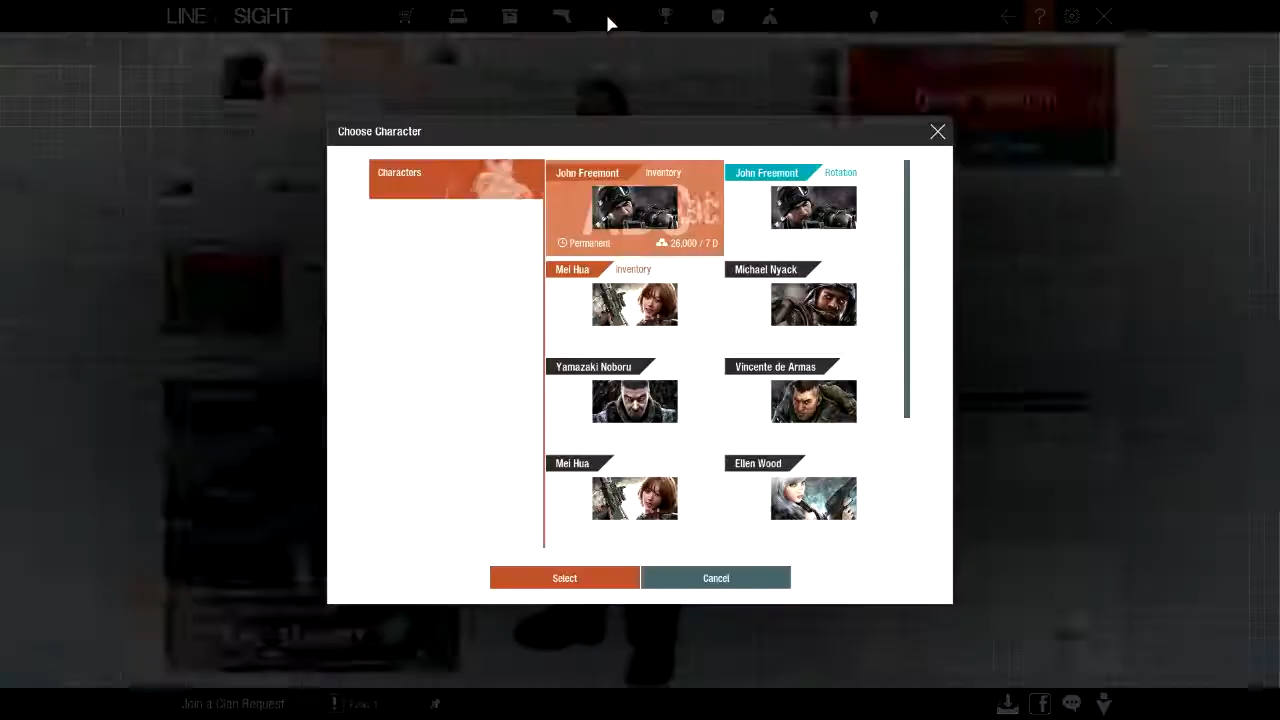 LINE SIGHT
Choose Character
Charactors
John Freemont Inventory
Permanent 26,000 / 7 D
John Freemont Rotation
Mei Hua Inventory
Michael Nyack
Yamazaki Noboru
Vincente de Armas
Mei Hua
Ellen Wood
Select
Cancel
Join a Clan Request